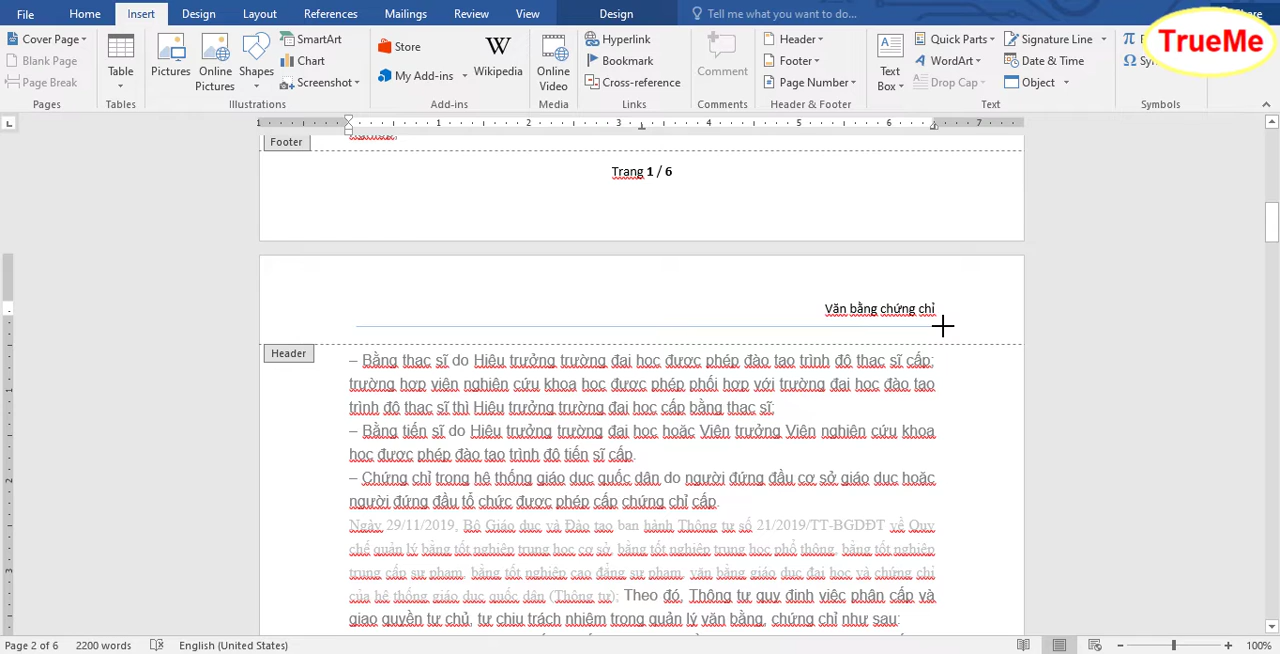 File Insert Design Layout References Mailings Review View Design Tell me what you want to do...
TrueMe
Cover Page
Blank Page
Page Break
Pages
Table
Tables
Pictures
Online Pictures
Shapes
SmartArt
Chart
Screenshot
Illustrations
Store
My Add-ins
Wikipedia
Add-ins
Online Video
Media
Hyperlink
Bookmark
Cross-reference
Links
Comment
Comments
Header
Footer
Page Number
Header & Footer
Text Box
Quick Parts
WordArt
Drop Cap
Signature Line
Date & Time
Object
Text
Symbols
1 1 2 3 4 5 6 7
Footer
Trang 1 / 6
Văn bằng chứng chỉ
Header
– Bằng thạc sĩ do Hiệu trưởng trường đại học được phép đào tạo trình độ thạc sĩ cấp;
trường hợp viện nghiên cứu khoa học được phép phối hợp với trường đại học đào tạo
trình độ thạc sĩ thì Hiệu trưởng trường đại học cấp bằng thạc sĩ;
– Bằng tiến sĩ do Hiệu trưởng trường đại học hoặc Viện trưởng Viện nghiên cứu khoa
học được phép đào tạo trình độ tiến sĩ cấp.
– Chứng chỉ trong hệ thống giáo dục quốc dân do người đứng đầu cơ sở giáo dục hoặc
người đứng đầu tổ chức được phép cấp chứng chỉ cấp.
Ngày 29/11/2019, Bộ Giáo dục và Đào tạo ban hành Thông tư số 21/2019/TT-BGDĐT về Quy
chế quản lý bằng tốt nghiệp trung học cơ sở, bằng tốt nghiệp trung học phổ thông, bằng tốt nghiệp
trung cấp sư phạm, bằng tốt nghiệp cao đẳng sư phạm, văn bằng giáo dục đại học và chứng chỉ
của hệ thống giáo dục quốc dân (Thông tư); Theo đó, Thông tư quy định việc phân cấp và
giao quyền tự chủ, tự chịu trách nhiệm trong quản lý văn bằng, chứng chỉ như sau:
Page 2 of 6 2200 words English (United States) 100%